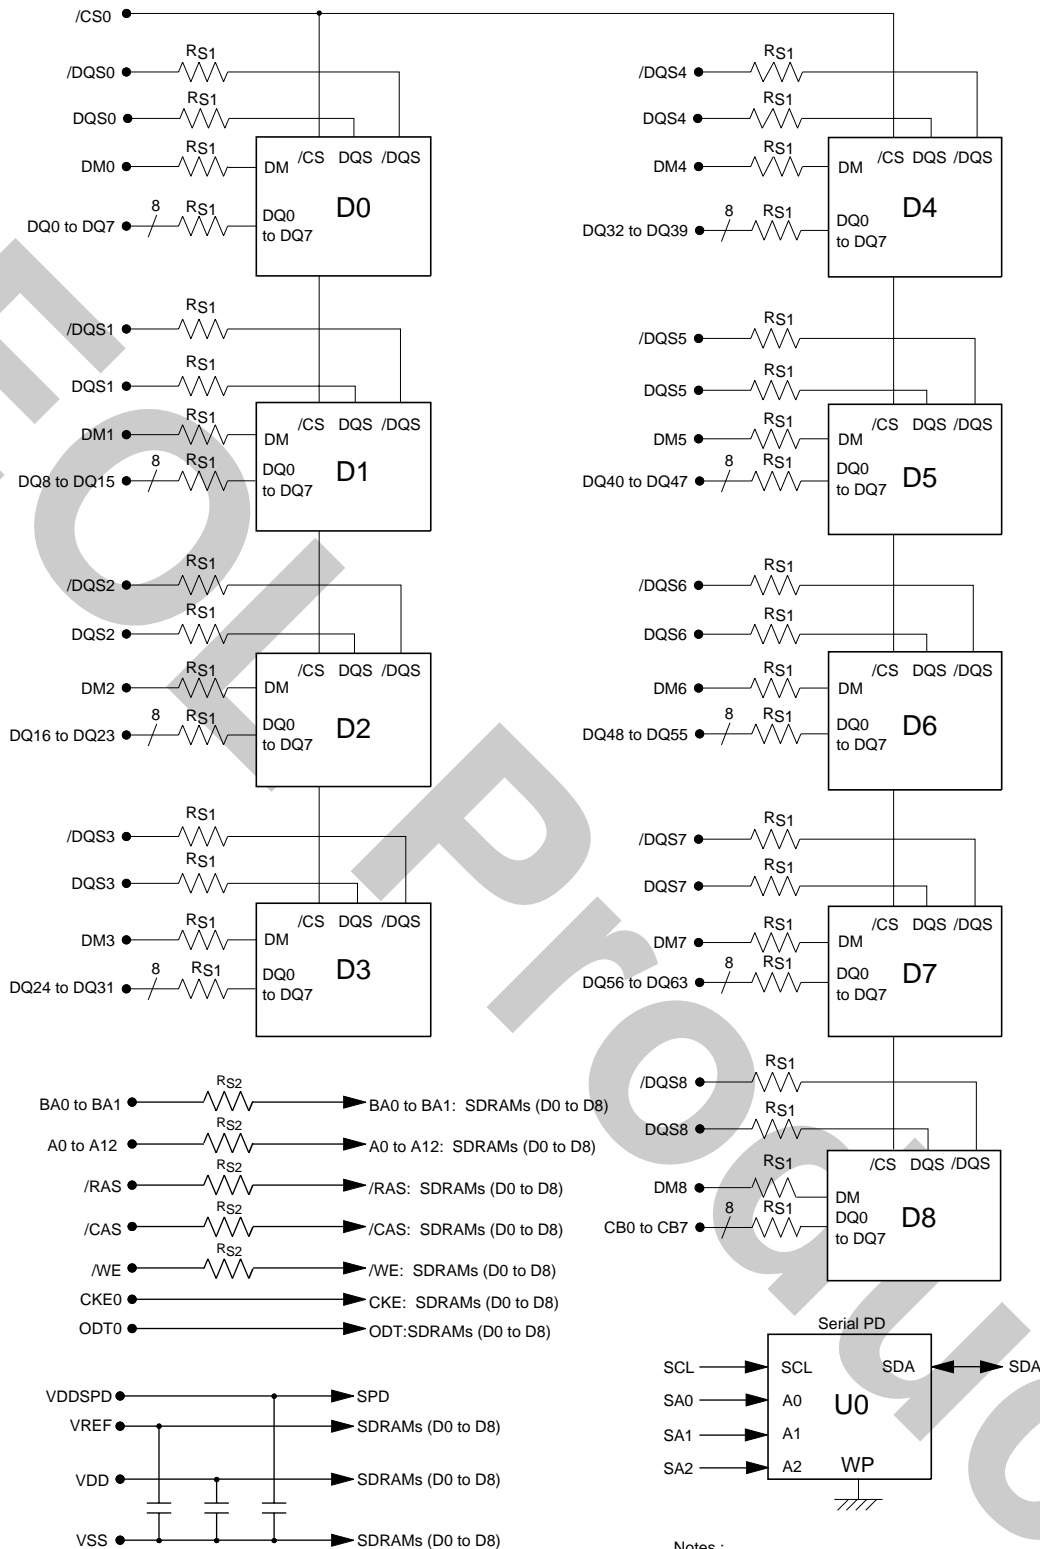 /CS0
RS1
/DQS0
RS1
DQS0
RS1
DM0
8
RS1
DQ0 to DQ7
/CS DQS /DQS
DM
D0
DQ0
to DQ7
RS1
/DQS1
RS1
DQS1
RS1
DM1
8
RS1
DQ8 to DQ15
/CS DQS /DQS
DM
D1
DQ0
to DQ7
RS1
/DQS2
RS1
DQS2
RS1
DM2
8
RS1
DQ16 to DQ23
/CS DQS /DQS
DM
D2
DQ0
to DQ7
RS1
/DQS3
RS1
DQS3
RS1
DM3
8
RS1
DQ24 to DQ31
/CS DQS /DQS
DM
D3
DQ0
to DQ7
RS1
/DQS4
RS1
DQS4
RS1
DM4
8
RS1
DQ32 to DQ39
/CS DQS /DQS
DM
D4
DQ0
to DQ7
RS1
/DQS5
RS1
DQS5
RS1
DM5
8
RS1
DQ40 to DQ47
/CS DQS /DQS
DM
D5
DQ0
to DQ7
RS1
/DQS6
RS1
DQS6
RS1
DM6
8
RS1
DQ48 to DQ55
/CS DQS /DQS
DM
D6
DQ0
to DQ7
RS1
/DQS7
RS1
DQS7
RS1
DM7
8
RS1
DQ56 to DQ63
/CS DQS /DQS
DM
D7
DQ0
to DQ7
RS1
/DQS8
RS1
DQS8
RS1
DM8
8
RS1
CB0 to CB7
/CS DQS /DQS
DM
D8
DQ0
to DQ7
BA0 to BA1 RS2 BA0 to BA1: SDRAMs (D0 to D8)
A0 to A12 RS2 A0 to A12: SDRAMs (D0 to D8)
/RAS RS2 /RAS: SDRAMs (D0 to D8)
/CAS RS2 /CAS: SDRAMs (D0 to D8)
/WE RS2 /WE: SDRAMs (D0 to D8)
CKE0 CKE: SDRAMs (D0 to D8)
ODT0 ODT:SDRAMs (D0 to D8)
VDDSPD SPD
VREF SDRAMs (D0 to D8)
VDD SDRAMs (D0 to D8)
VSS SDRAMs (D0 to D8)
Serial PD
SCL SCL SDA SDA
SA0 A0 U0
SA1 A1
SA2 A2 WP
Notes :
EOL Produc